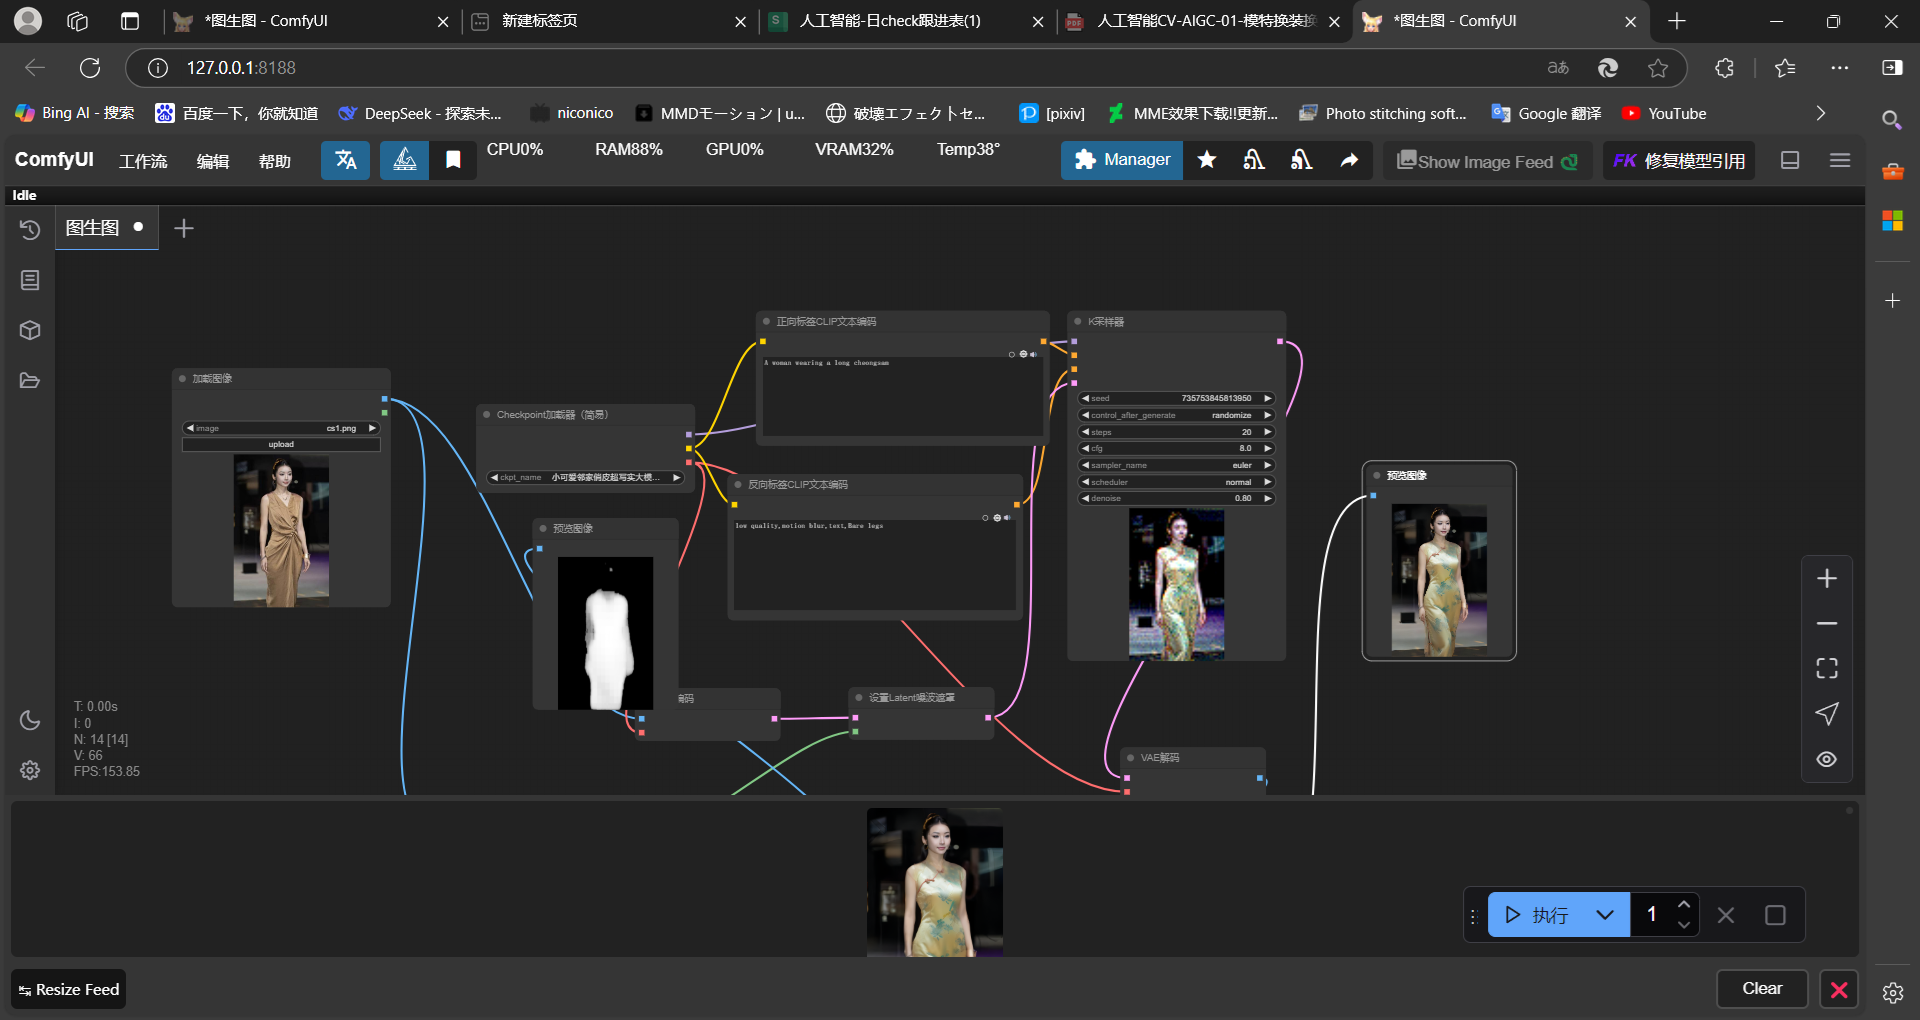 *图生图 - ComfyUI
新建标签页
人工智能-日check跟进表(1)
人工智能CV-AIGC-01-模特换装
*图生图 - ComfyUI
127.0.0.1:8188
Bing AI - 搜索
百度一下，你就知道
DeepSeek - 探索未...
niconico
MMDモーション | u...
破壊エフェクトセ...
[pixiv]
MME效果下载!!更新...
Photo stitching soft...
Google 翻译
YouTube
ComfyUI
工作流
编辑
帮助
CPU0%
RAM88%
GPU0%
VRAM32%
Temp38°
Manager
Show Image Feed
FK 修复模型引用
Idle
图生图
加载图像
image cs1.png
upload
Checkpoint加载器（简易）
ckpt_name 小可爱邻家俏皮超写实大模...
预览图像
正向标签CLIP文本编码
A woman wearing a long cheongsam
反向标签CLIP文本编码
low quality,motion blur,text,Bare legs
K采样器
seed 735753845813950
control_after_generate randomize
steps 20
cfg 8.0
sampler_name euler
scheduler normal
denoise 0.80
预览图像
编码
设置Latent噪波遮罩
VAE解码
T: 0.00s
I: 0
N: 14 [14]
V: 66
FPS:153.85
执行
1
Resize Feed
Clear